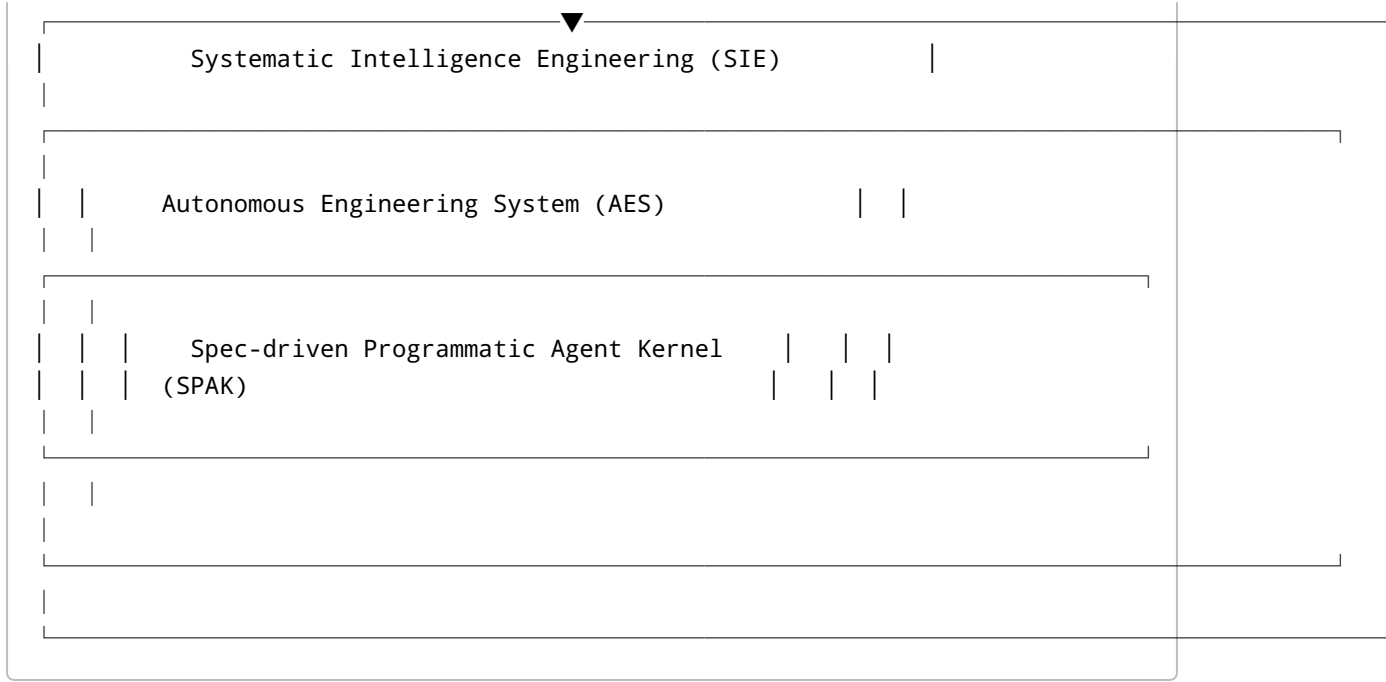 Systematic Intelligence Engineering (SIE)
Autonomous Engineering System (AES)
Spec-driven Programmatic Agent Kernel
(SPAK)